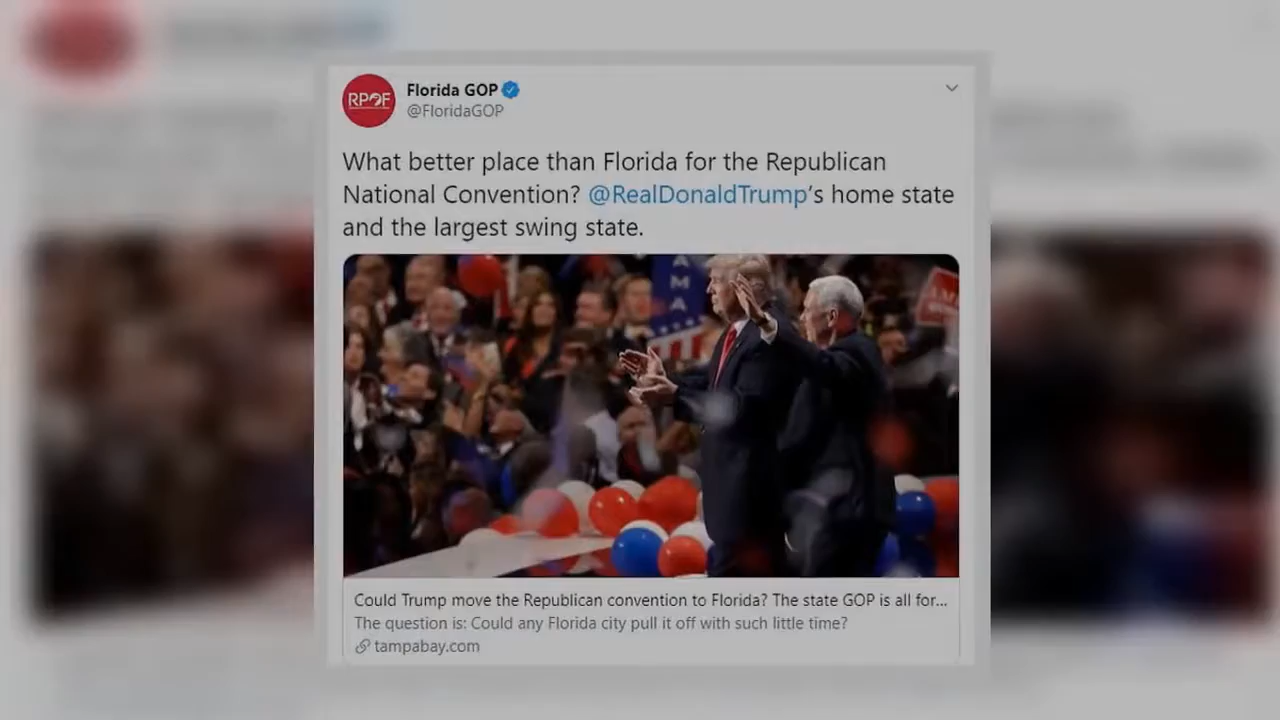 RPOF
Florida GOP
@FloridaGOP
What better place than Florida for the Republican
National Convention? @RealDonaldTrump's home state
and the largest swing state.
AMA
Could Trump move the Republican convention to Florida? The state GOP is all for...
The question is: Could any Florida city pull it off with such little time?
tampabay.com